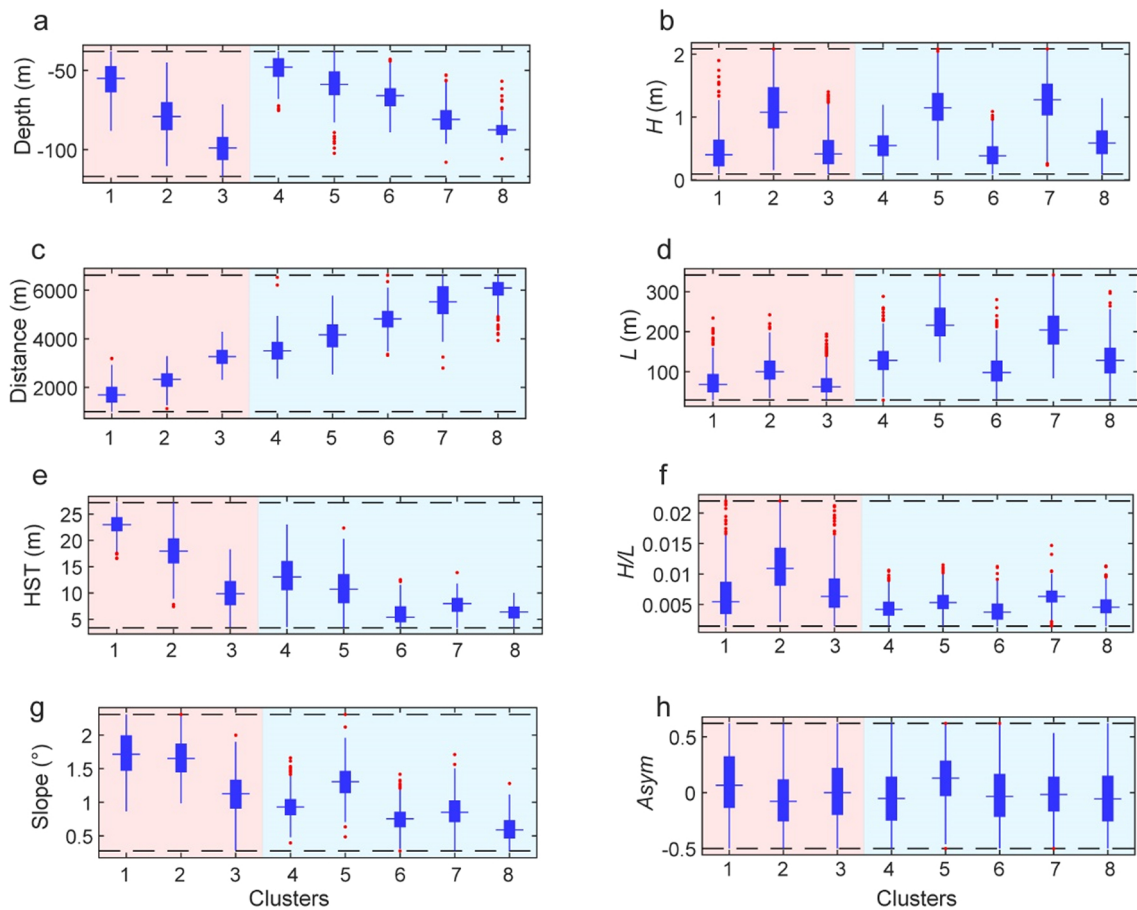 a
Depth (m)
-50
-100
1 2 3 4 5 6 7 8
b
H (m)
2
1
0
1 2 3 4 5 6 7 8
c
Distance (m)
6000
4000
2000
1 2 3 4 5 6 7 8
d
L (m)
300
200
100
1 2 3 4 5 6 7 8
e
HST (m)
25
20
15
10
5
1 2 3 4 5 6 7 8
f
H/L
0.02
0.015
0.01
0.005
1 2 3 4 5 6 7 8
g
Slope (°)
2
1.5
1
0.5
1 2 3 4 5 6 7 8
Clusters
h
Asym
0.5
0
-0.5
1 2 3 4 5 6 7 8
Clusters